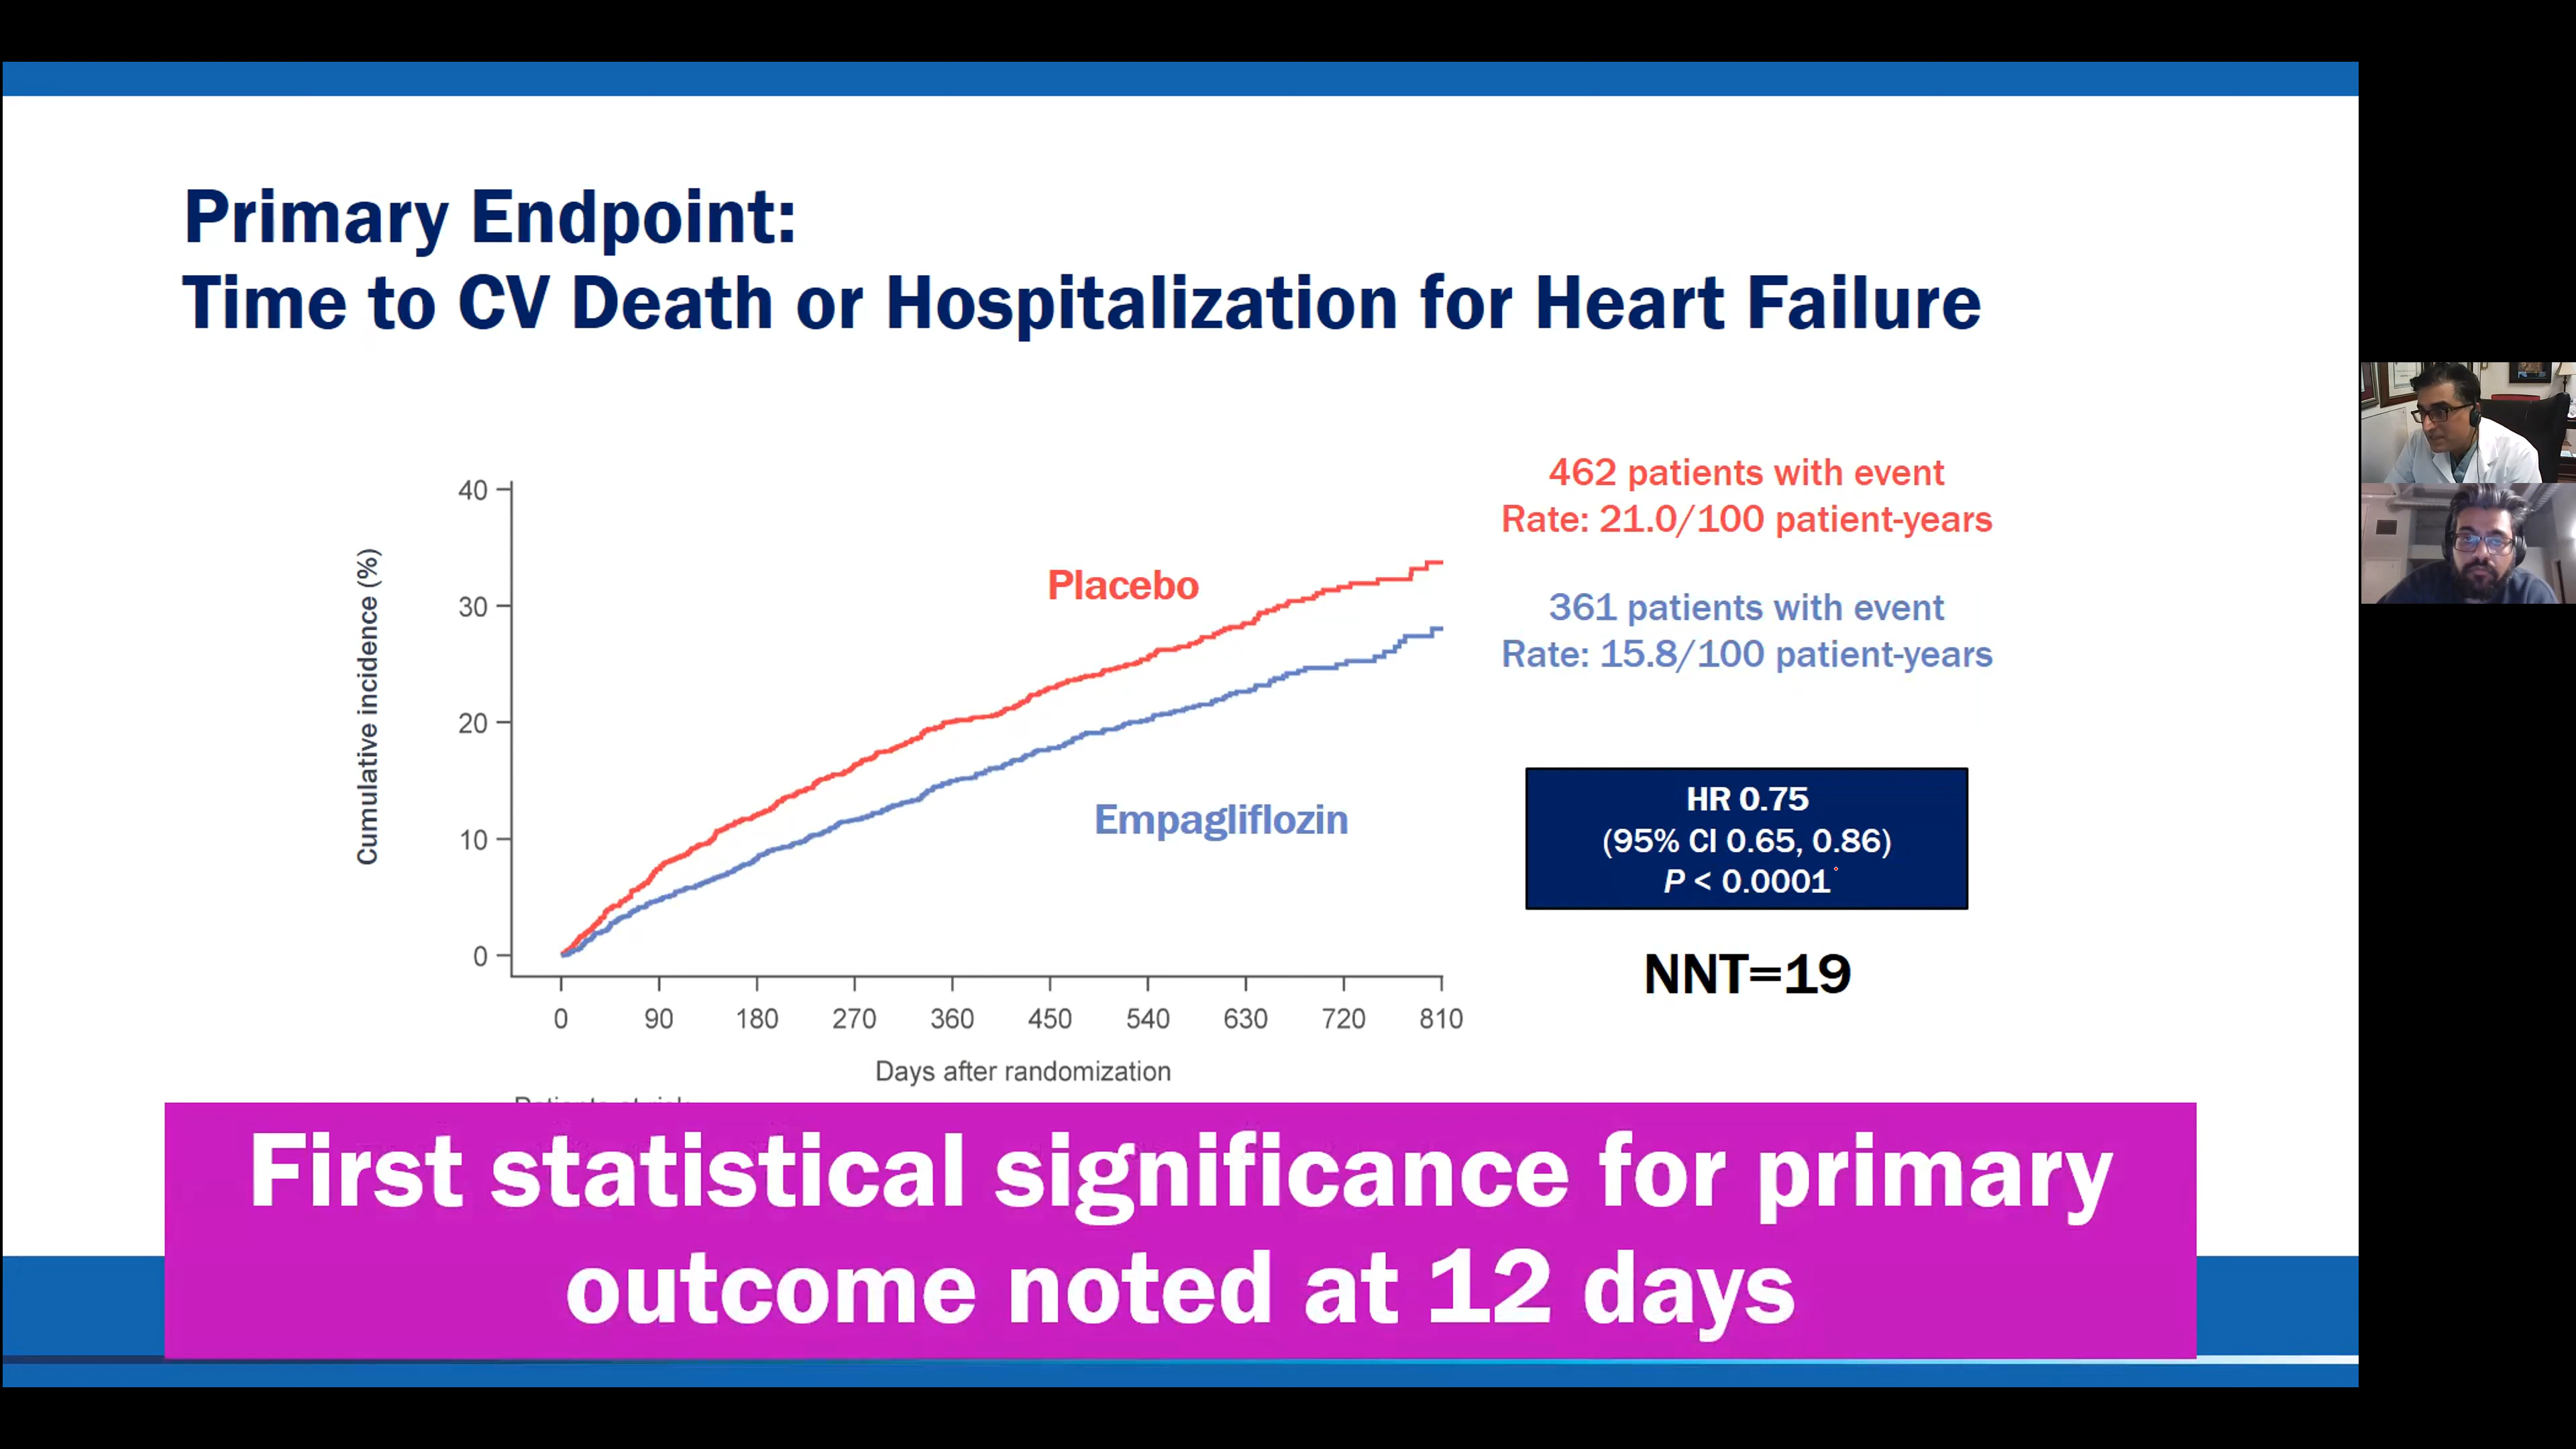 Primary Endpoint:
Time to CV Death or Hospitalization for Heart Failure
Cumulative incidence (%)
40
30
20
10
0
Placebo
Empagliflozin
0 90 180 270 360 450 540 630 720 810
Days after randomization
462 patients with event
Rate: 21.0/100 patient-years
361 patients with event
Rate: 15.8/100 patient-years
HR 0.75
(95% CI 0.65, 0.86)
P < 0.0001
NNT=19
Patients at risk
First statistical significance for primary
outcome noted at 12 days